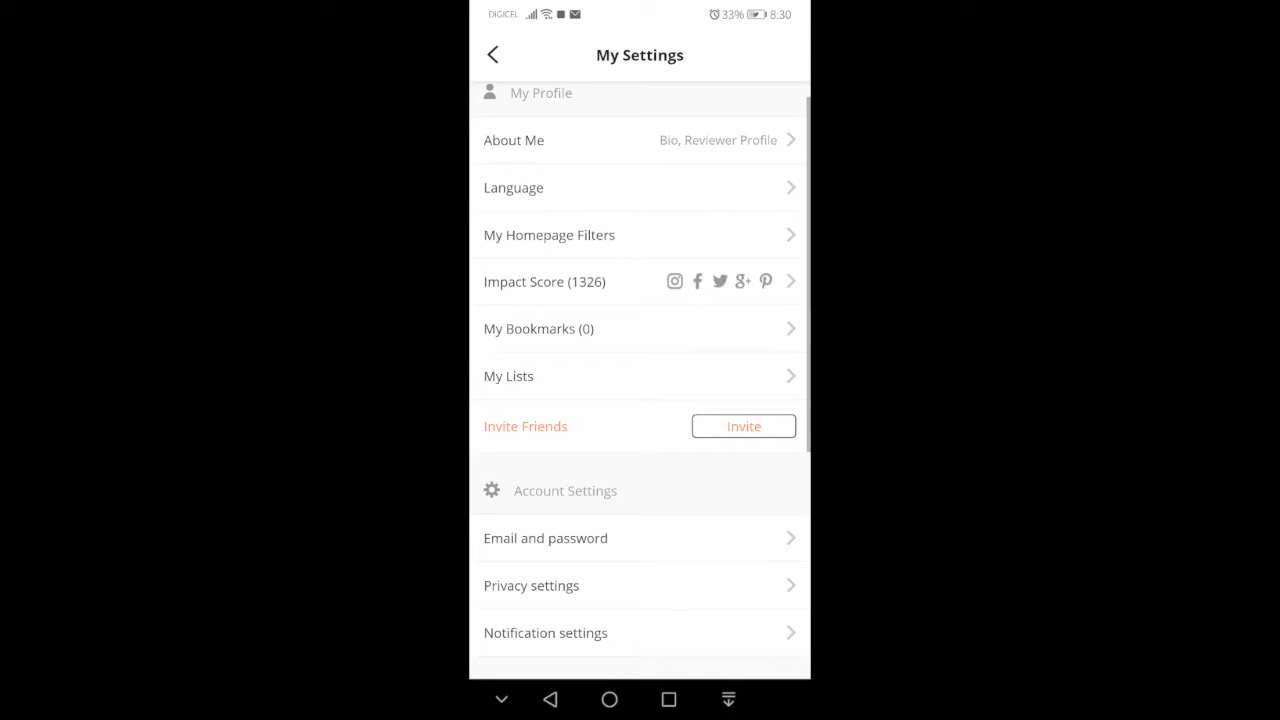 DIGICEL 33% 8:30
My Settings
My Profile
About Me Bio, Reviewer Profile
Language
My Homepage Filters
Impact Score (1326)
My Bookmarks (0)
My Lists
Invite Friends Invite
Account Settings
Email and password
Privacy settings
Notification settings